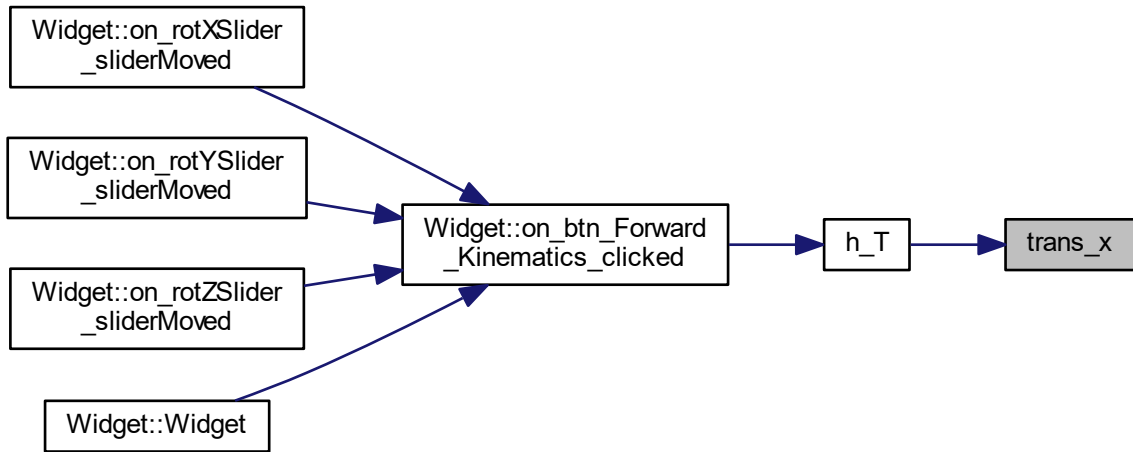 Widget::on_rotXSlider
_sliderMoved
Widget::on_rotYSlider
_sliderMoved
Widget::on_rotZSlider
_sliderMoved
Widget::Widget
Widget::on_btn_Forward
_Kinematics_clicked
h_T
trans_x